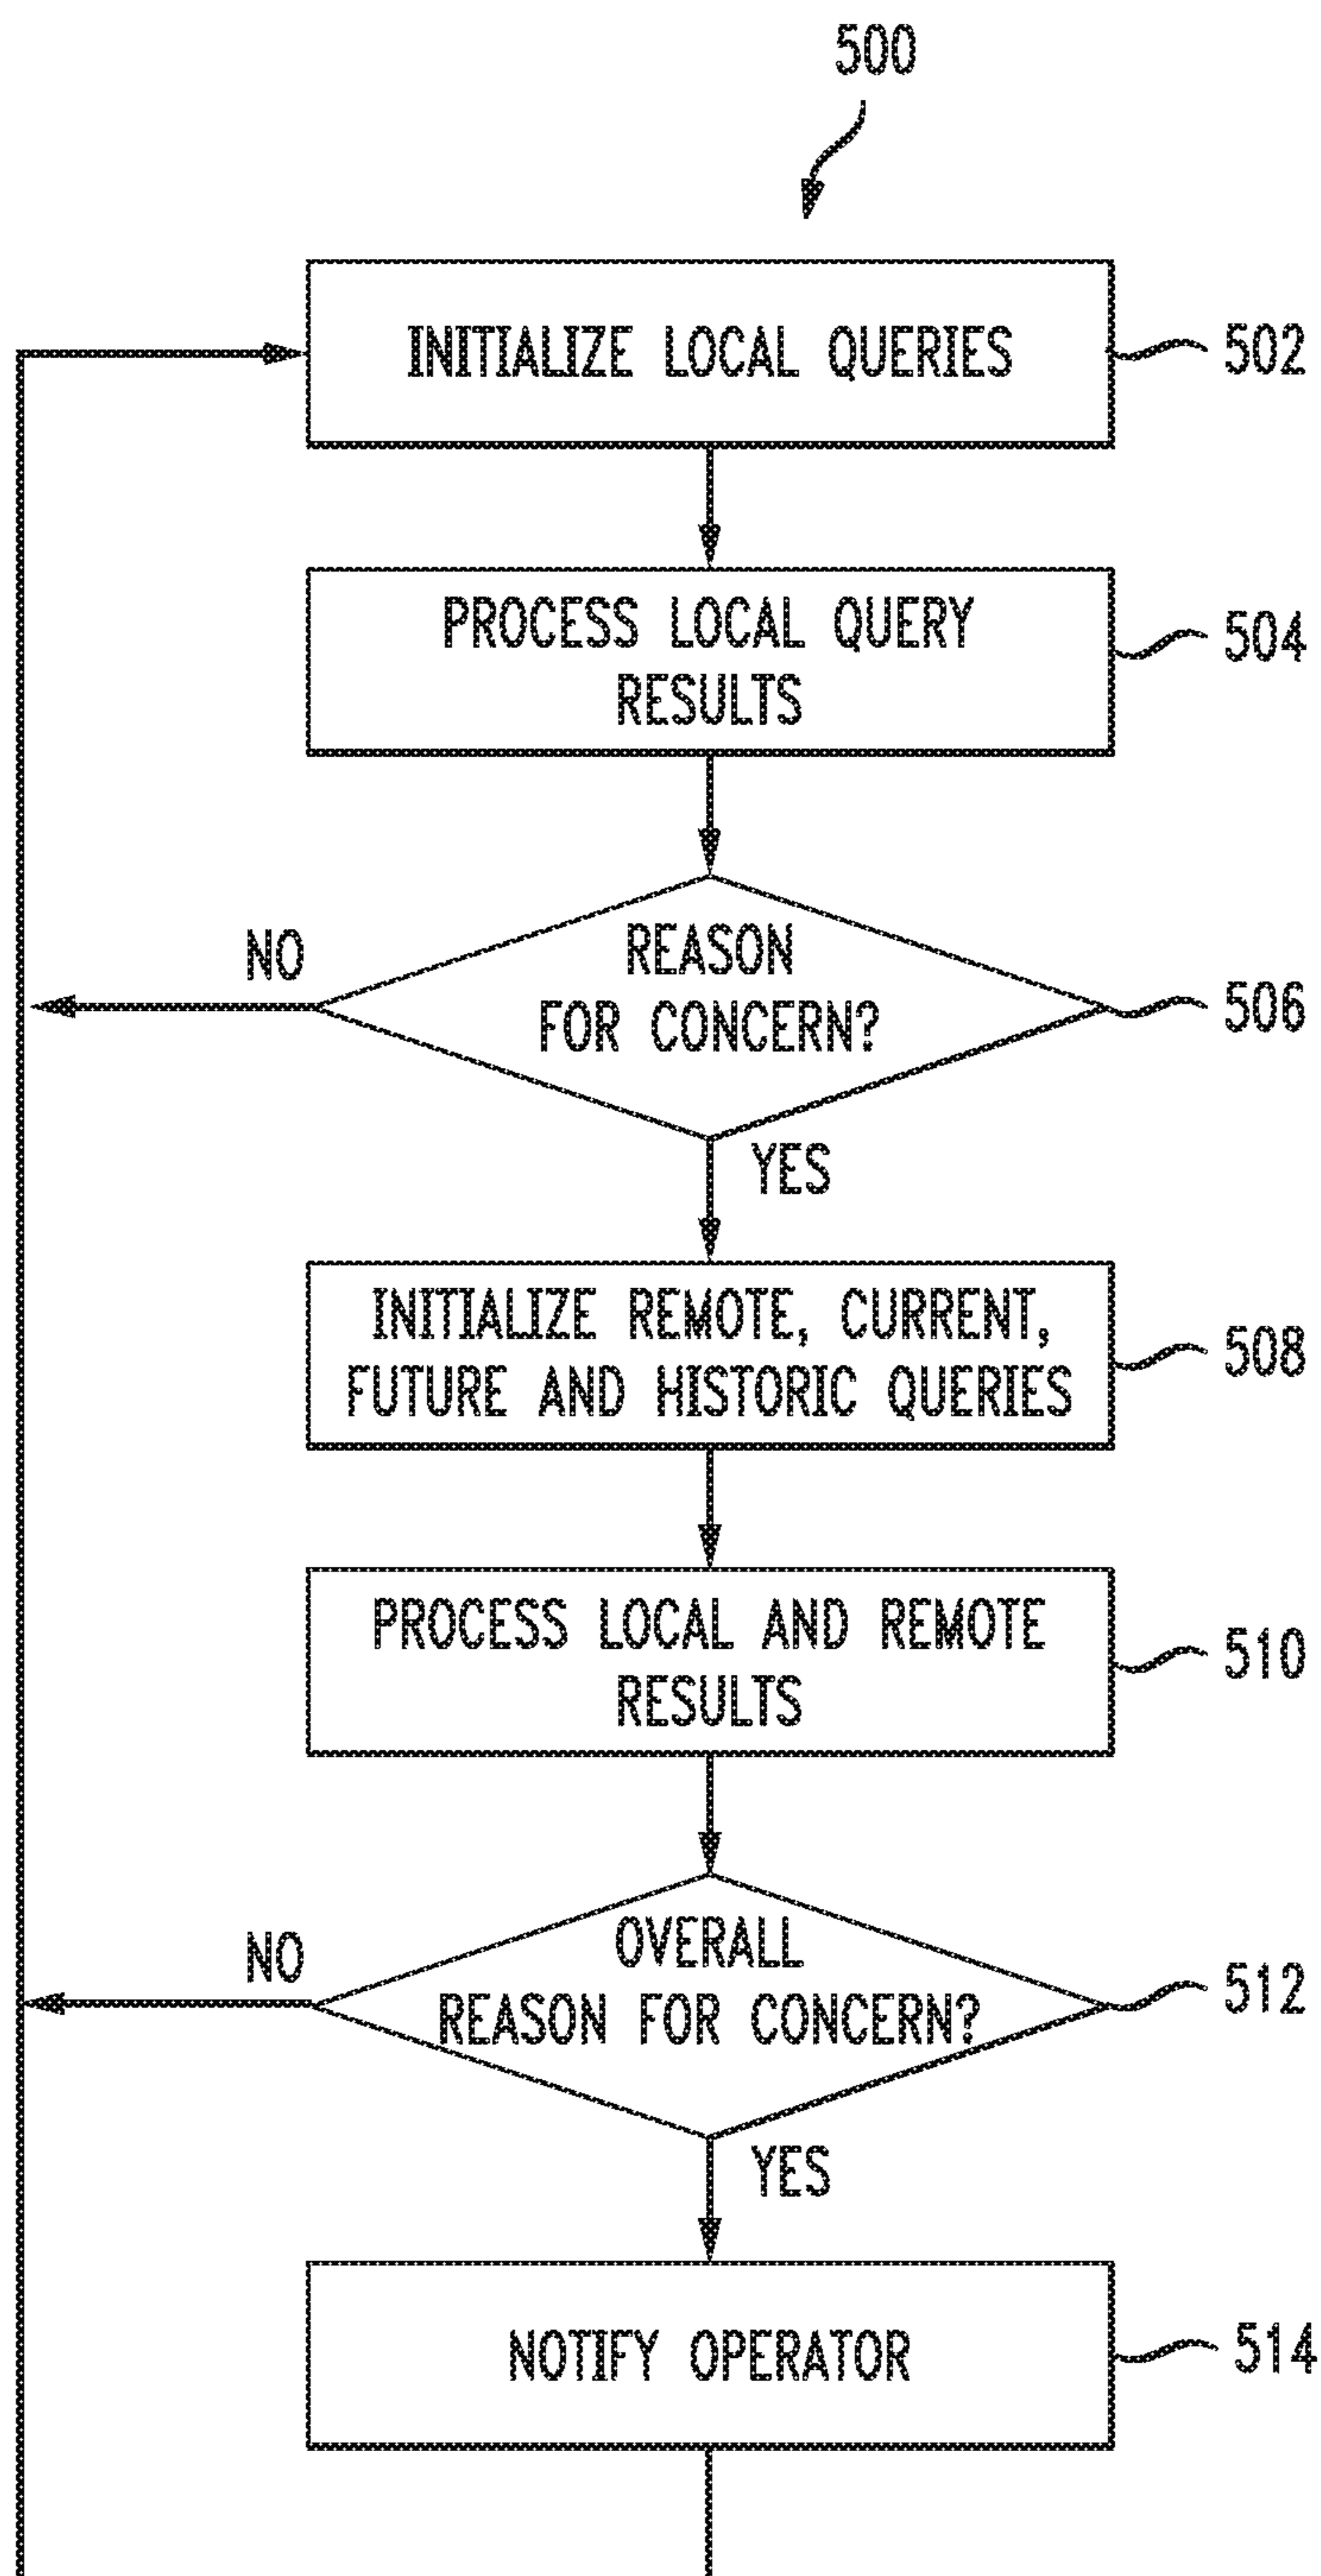 500
INITIALIZE LOCAL QUERIES
502
PROCESS LOCAL QUERY
RESULTS
504
NO
REASON
FOR CONCERN?
506
YES
INITIALIZE REMOTE, CURRENT,
FUTURE AND HISTORIC QUERIES
508
PROCESS LOCAL AND REMOTE
RESULTS
510
NO
OVERALL
REASON FOR CONCERN?
512
YES
NOTIFY OPERATOR
514